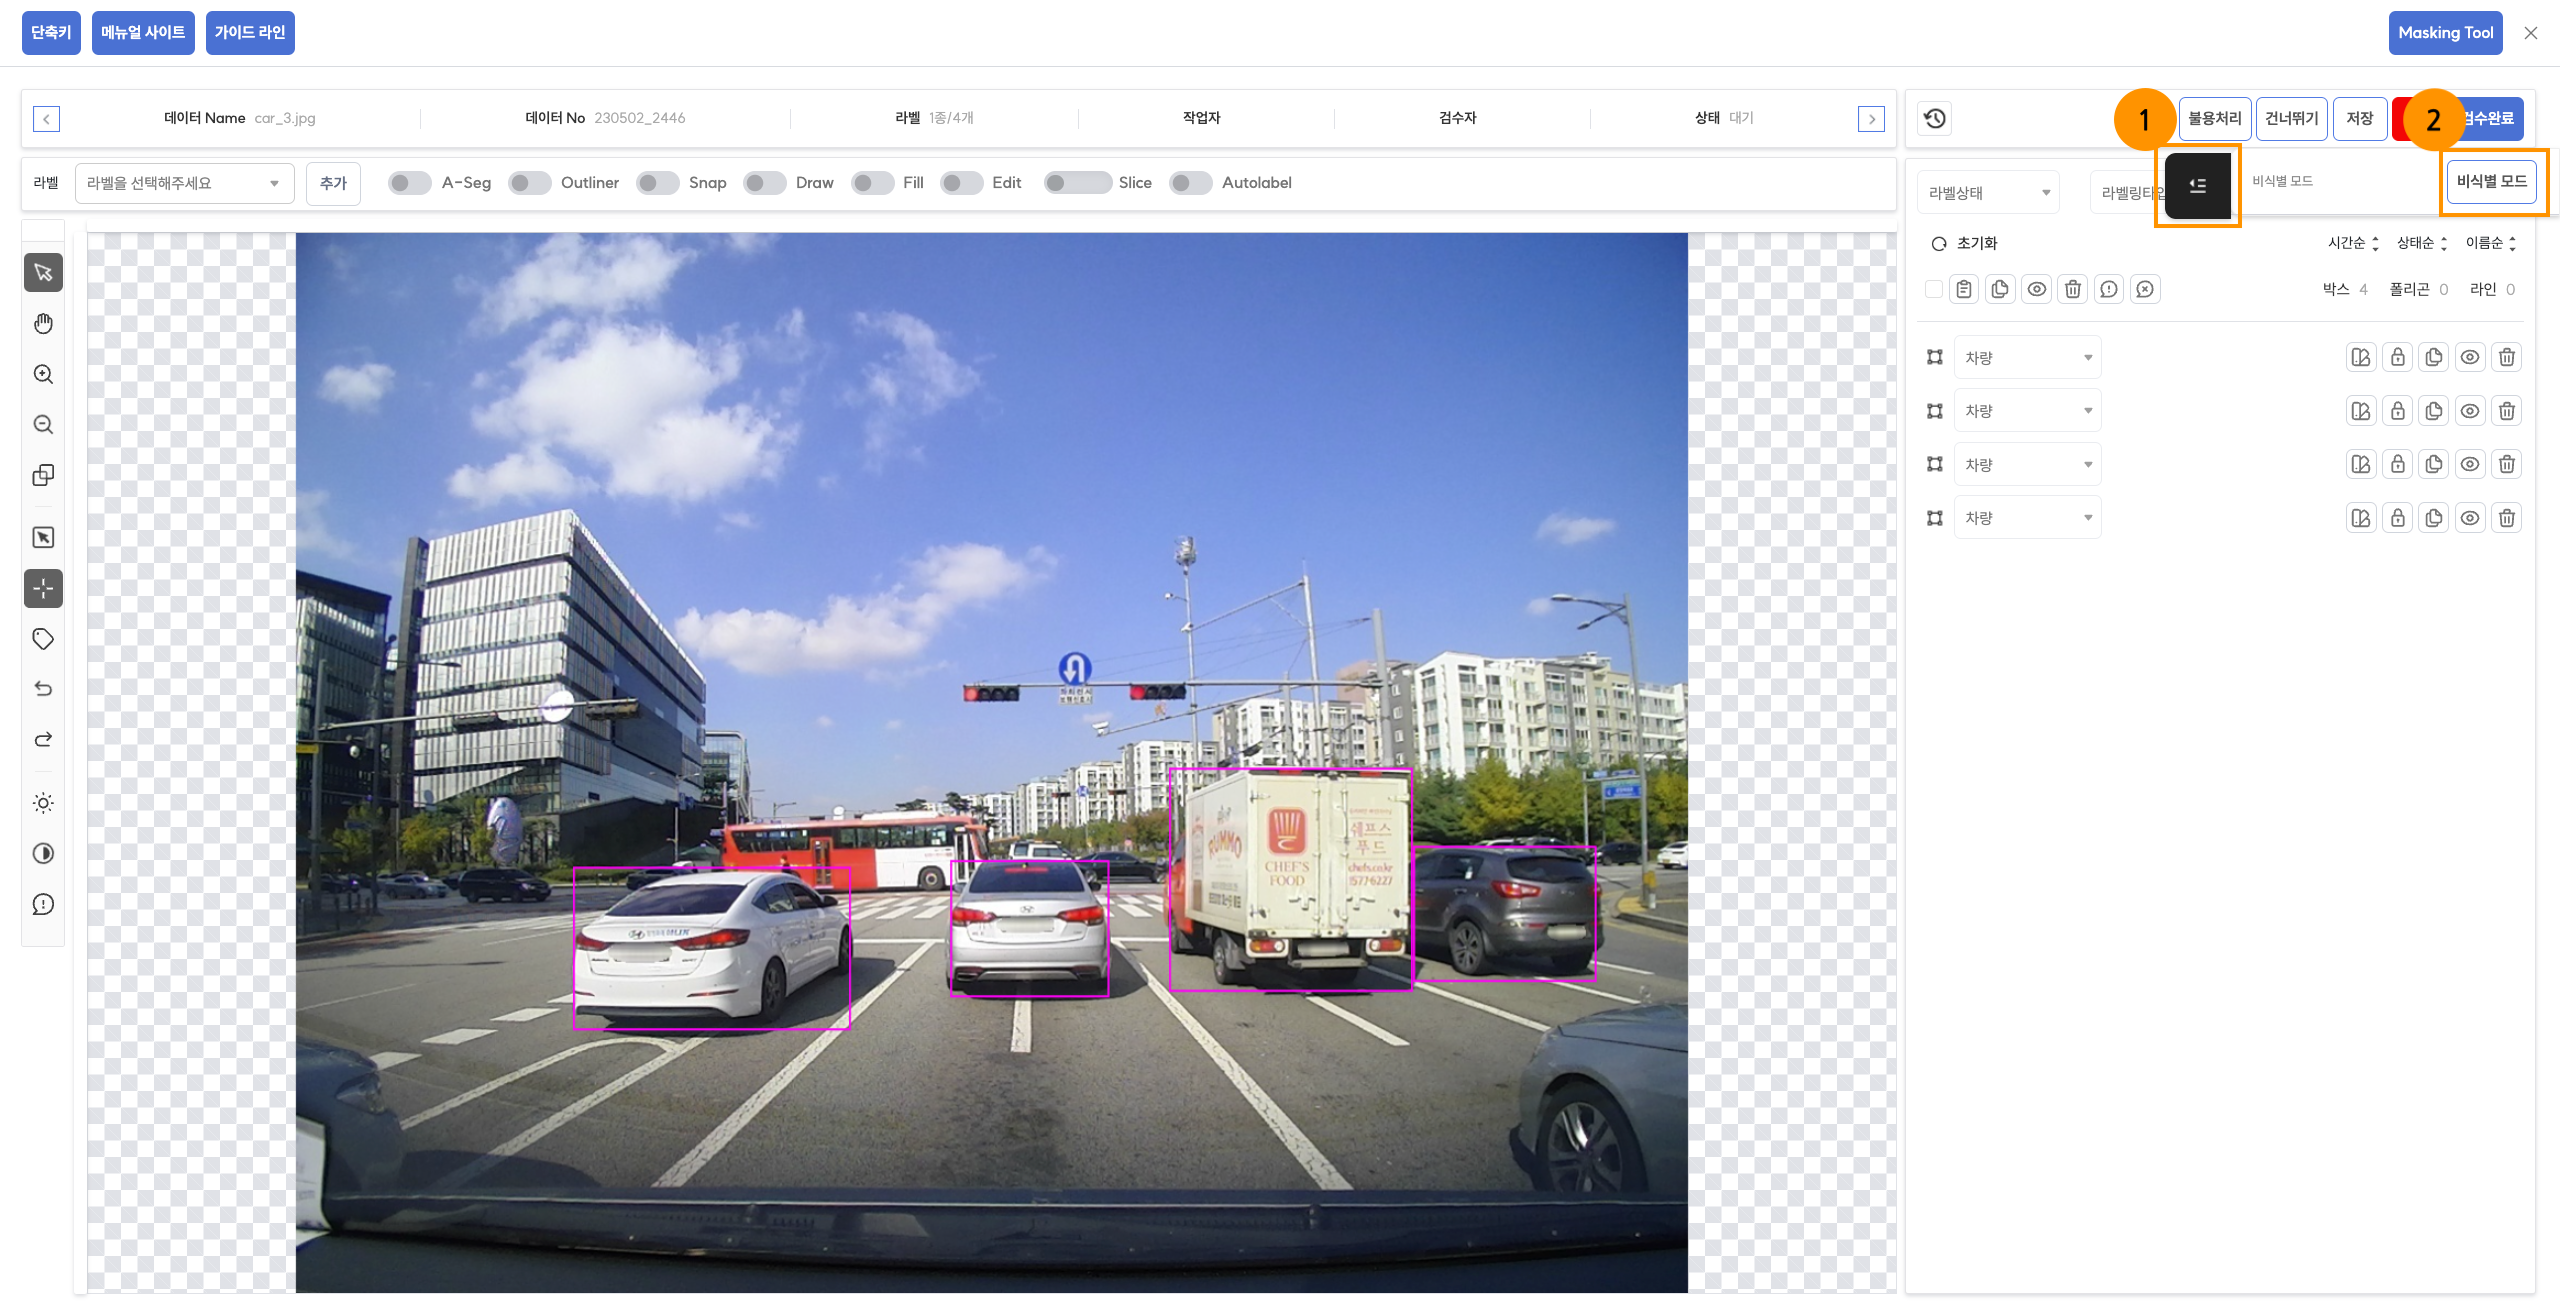 단축키 메뉴얼 사이트 가이드 라인 Masking Tool
데이터 Name car_3.jpg 데이터 No 230502_2446 라벨 1종/4개 작업자 검수자 상태 대기
1 불용처리 건너뛰기 저장 2 검수완료
라벨 라벨을 선택해주세요 추가 A-Seg Outliner Snap Draw Fill Edit Slice Autolabel
비식별 모드 비식별 모드
라벨상태 라벨링타입
초기화 시간순 상태순 이름순
박스 4 폴리곤 0 라인 0
차량
차량
차량
차량
RUMMO
CHEF'S
FOOD
쉐프스
푸드
chefs.co.kr
1577-6227